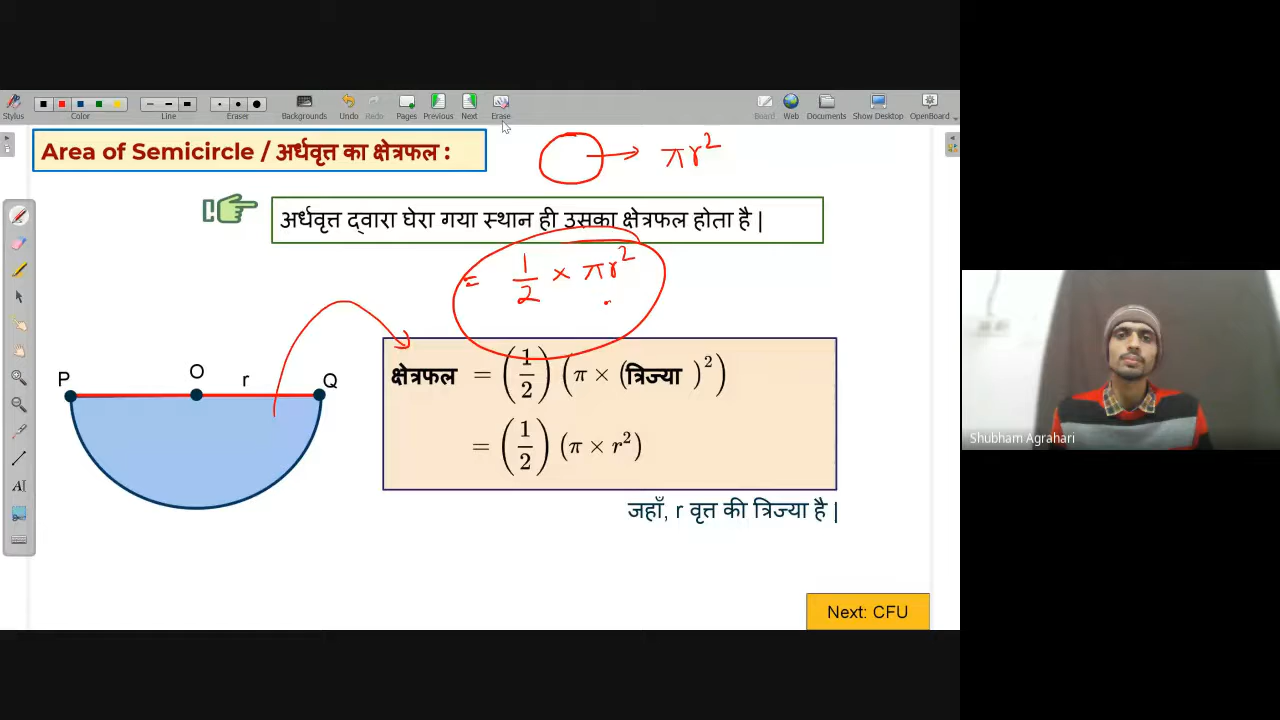 Stylus Color Line Eraser Backgrounds Undo Redo Pages Previous Next Erase Board Web Documents Show Desktop OpenBoard
Area of Semicircle / अर्धवृत्त का क्षेत्रफल :
→ πr²
अर्धवृत्त द्वारा घेरा गया स्थान ही उसका क्षेत्रफल होता है |
= 1/2 × πr²
P O r Q
क्षेत्रफल = (1/2) (π × (त्रिज्या )²)
= (1/2) (π × r²)
जहाँ, r वृत्त की त्रिज्या है |
Next: CFU
Shubham Agrahari